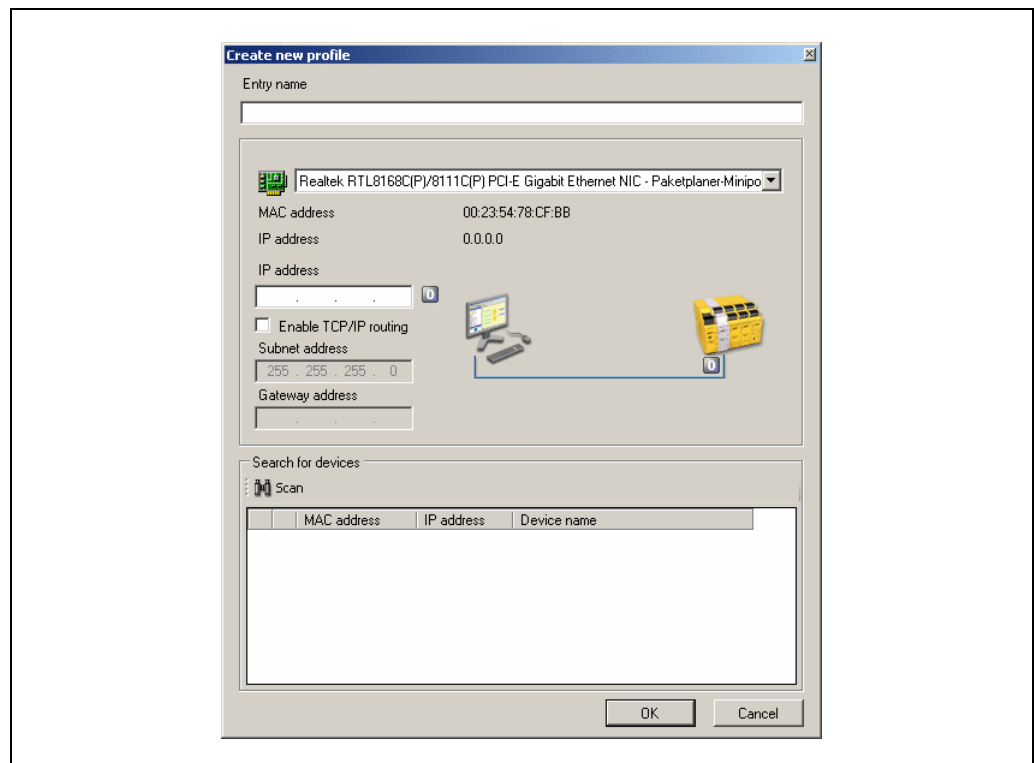 Create new profile
Entry name
Realtek RTL8168C(P)/8111C(P) PCI-E Gigabit Ethernet NIC - Paketplaner-Minipo
MAC address 00:23:54:78:CF:BB
IP address 0.0.0.0
IP address
. . . 0
Enable TCP/IP routing
Subnet address
255 . 255 . 255 . 0
0
Gateway address
. . .
Search for devices
Scan
MAC address IP address Device name
OK Cancel